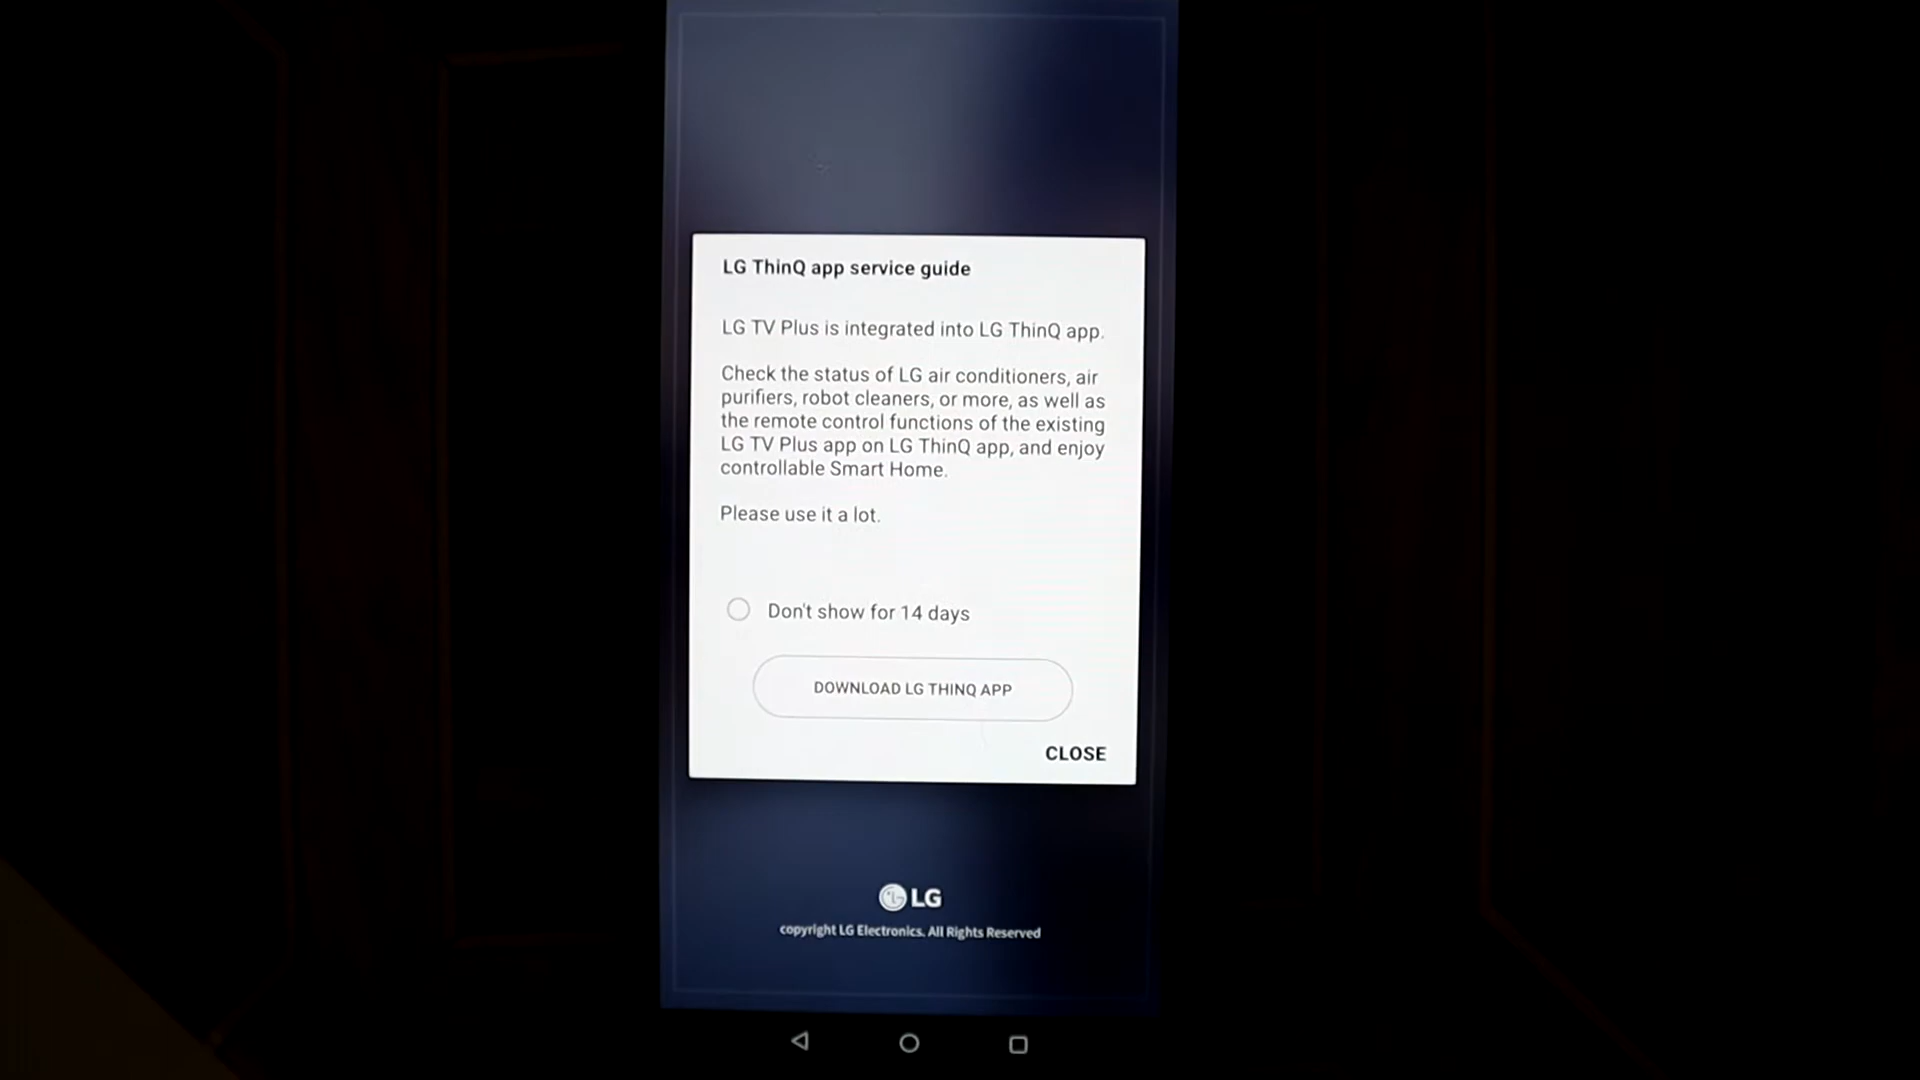 LG ThinQ app service guide
LG TV Plus is integrated into LG ThinQ app.
Check the status of LG air conditioners, air
purifiers, robot cleaners, or more, as well as
the remote control functions of the existing
LG TV Plus app on LG ThinQ app, and enjoy
controllable Smart Home.
Please use it a lot.
Don't show for 14 days
DOWNLOAD LG THINQ APP
CLOSE
LG
copyright LG Electronics. All Rights Reserved